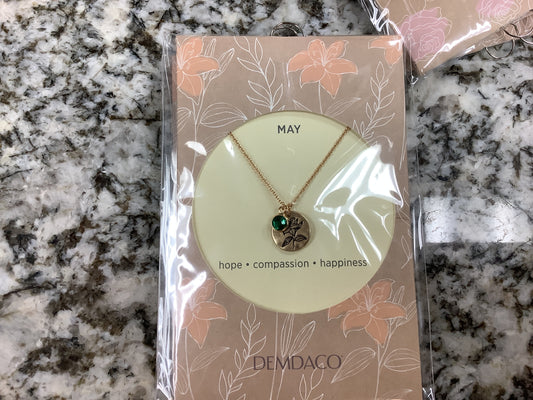 MAY
hope • compassion • happiness
DEMDACO